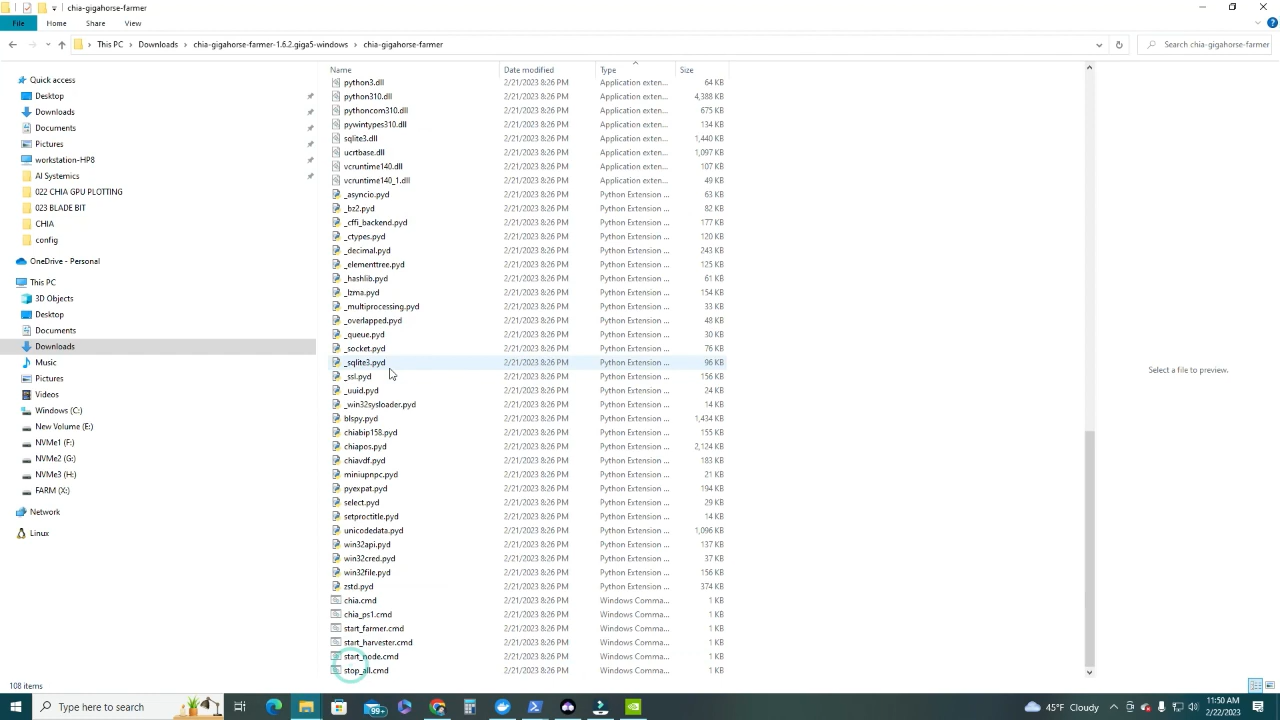 chia-gigahorse-farmer
File Home Share View
This PC Downloads chia-gigahorse-farmer-1.6.2.giga5-windows chia-gigahorse-farmer Search chia-gigahorse-farmer
Quick access
Desktop
Downloads
Documents
Pictures
workstation-HP8
AI Systemics
022 CHIA GPU PLOTTING
023 BLADE BIT
CHIA
config
OneDrive - Personal
This PC
3D Objects
Desktop
Documents
Downloads
Music
Pictures
Videos
Windows (C:)
New Volume (E:)
NVMe1 (F:)
NVMe2 (G:)
NVMe3 (H:)
FARM (X:)
Network
Linux
Name Date modified Type Size
python3.dll 2/21/2023 8:26 PM Application exten... 64 KB
python310.dll 2/21/2023 8:26 PM Application exten... 4,388 KB
pythoncom310.dll 2/21/2023 8:26 PM Application exten... 675 KB
pywintypes310.dll 2/21/2023 8:26 PM Application exten... 134 KB
sqlite3.dll 2/21/2023 8:26 PM Application exten... 1,440 KB
ucrtbase.dll 2/21/2023 8:26 PM Application exten... 1,097 KB
vcruntime140.dll 2/21/2023 8:26 PM Application exten... 107 KB
vcruntime140_1.dll 2/21/2023 8:26 PM Application exten... 49 KB
_asyncio.pyd 2/21/2023 8:26 PM Python Extension ... 63 KB
_bz2.pyd 2/21/2023 8:26 PM Python Extension ... 82 KB
_cffi_backend.pyd 2/21/2023 8:26 PM Python Extension ... 177 KB
_ctypes.pyd 2/21/2023 8:26 PM Python Extension ... 120 KB
_decimal.pyd 2/21/2023 8:26 PM Python Extension ... 243 KB
_elementtree.pyd 2/21/2023 8:26 PM Python Extension ... 125 KB
_hashlib.pyd 2/21/2023 8:26 PM Python Extension ... 61 KB
_lzma.pyd 2/21/2023 8:26 PM Python Extension ... 154 KB
_multiprocessing.pyd 2/21/2023 8:26 PM Python Extension ... 33 KB
_overlapped.pyd 2/21/2023 8:26 PM Python Extension ... 48 KB
_queue.pyd 2/21/2023 8:26 PM Python Extension ... 30 KB
_socket.pyd 2/21/2023 8:26 PM Python Extension ... 76 KB
_sqlite3.pyd 2/21/2023 8:26 PM Python Extension ... 96 KB
_ssl.pyd 2/21/2023 8:26 PM Python Extension ... 156 KB
_uuid.pyd 2/21/2023 8:26 PM Python Extension ... 24 KB
_win32sysloader.pyd 2/21/2023 8:26 PM Python Extension ... 14 KB
blspy.pyd 2/21/2023 8:26 PM Python Extension ... 1,434 KB
chiabip158.pyd 2/21/2023 8:26 PM Python Extension ... 155 KB
chiapos.pyd 2/21/2023 8:26 PM Python Extension ... 2,124 KB
chiavdf.pyd 2/21/2023 8:26 PM Python Extension ... 183 KB
miniupnpc.pyd 2/21/2023 8:26 PM Python Extension ... 21 KB
pyexpat.pyd 2/21/2023 8:26 PM Python Extension ... 194 KB
select.pyd 2/21/2023 8:26 PM Python Extension ... 29 KB
setproctitle.pyd 2/21/2023 8:26 PM Python Extension ... 14 KB
unicodedata.pyd 2/21/2023 8:26 PM Python Extension ... 1,096 KB
win32api.pyd 2/21/2023 8:26 PM Python Extension ... 137 KB
win32cred.pyd 2/21/2023 8:26 PM Python Extension ... 37 KB
win32file.pyd 2/21/2023 8:26 PM Python Extension ... 156 KB
zstd.pyd 2/21/2023 8:26 PM Python Extension ... 374 KB
chia.cmd 2/21/2023 8:26 PM Windows Comma... 1 KB
chia_ps1.cmd 2/21/2023 8:26 PM Windows Comma... 1 KB
start_farmer.cmd 2/21/2023 8:26 PM Windows Comma... 1 KB
start_harvester.cmd 2/21/2023 8:26 PM Windows Comma... 1 KB
start_node.cmd 2/21/2023 8:26 PM Windows Comma... 1 KB
stop_all.cmd 2/21/2023 8:26 PM Windows Comma... 1 KB
Select a file to preview.
108 items
Type here to search
99+
45°F Cloudy
11:50 AM
2/22/2023